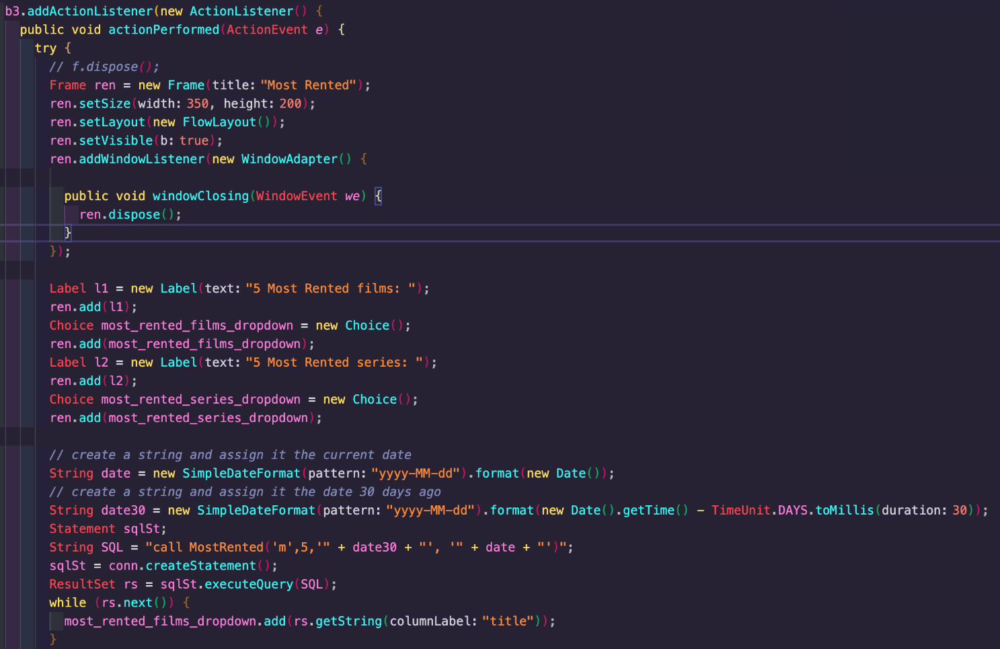 b3.addActionListener(new ActionListener() {
public void actionPerformed(ActionEvent e) {
try {
// f.dispose();
Frame ren = new Frame(title: "Most Rented");
ren.setSize(width: 350, height: 200);
ren.setLayout(new FlowLayout());
ren.setVisible(b: true);
ren.addWindowListener(new WindowAdapter() {
public void windowClosing(WindowEvent we) {
ren.dispose();
}
});
Label l1 = new Label(text: "5 Most Rented films: ");
ren.add(l1);
Choice most_rented_films_dropdown = new Choice();
ren.add(most_rented_films_dropdown);
Label l2 = new Label(text: "5 Most Rented series: ");
ren.add(l2);
Choice most_rented_series_dropdown = new Choice();
ren.add(most_rented_series_dropdown);
// create a string and assign it the current date
String date = new SimpleDateFormat(pattern: "yyyy-MM-dd").format(new Date());
// create a string and assign it the date 30 days ago
String date30 = new SimpleDateFormat(pattern: "yyyy-MM-dd").format(new Date().getTime() - TimeUnit.DAYS.toMillis(duration: 30));
Statement sqlSt;
String SQL = "call MostRented('m',5,'" + date30 + "', '" + date + "')";
sqlSt = conn.createStatement();
ResultSet rs = sqlSt.executeQuery(SQL);
while (rs.next()) {
most_rented_films_dropdown.add(rs.getString(columnLabel: "title"));
}